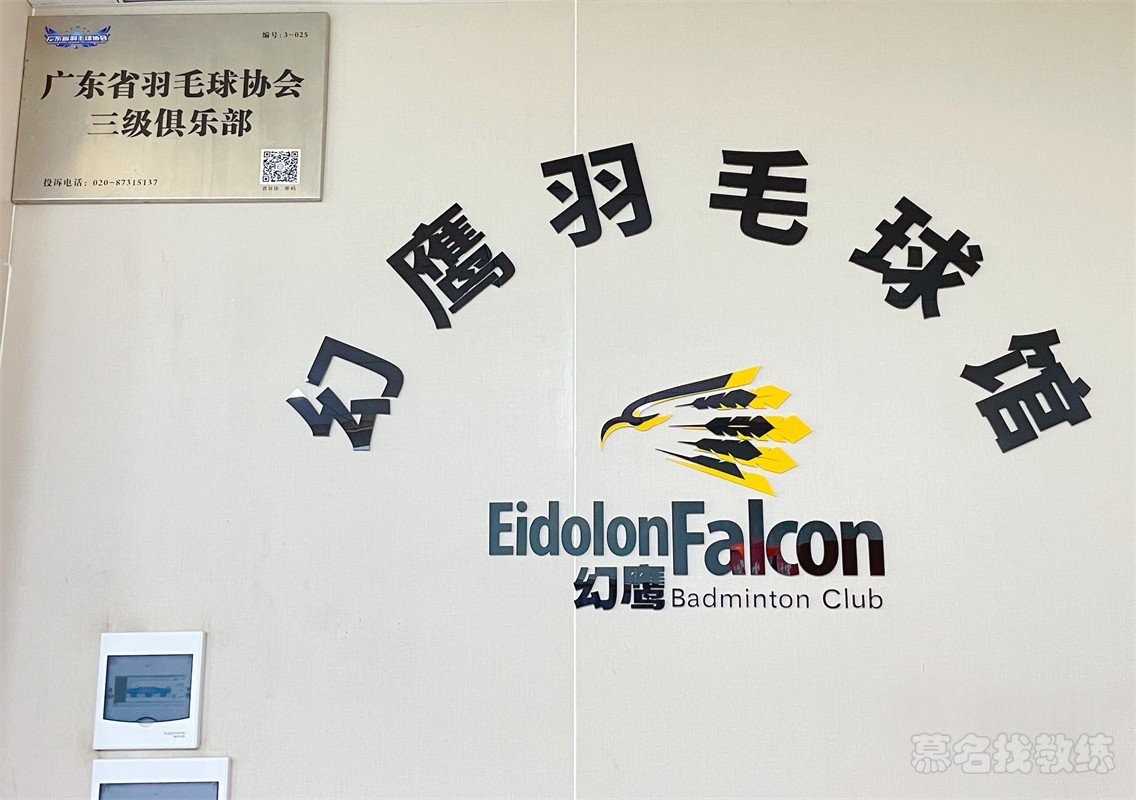 广东省羽毛球协会
编号:3-025
广东省羽毛球协会
三级俱乐部
投诉电话:020-87315137
幻鹰羽毛球馆
EidolonFalcon
幻鹰 Badminton Club
慕名找教练